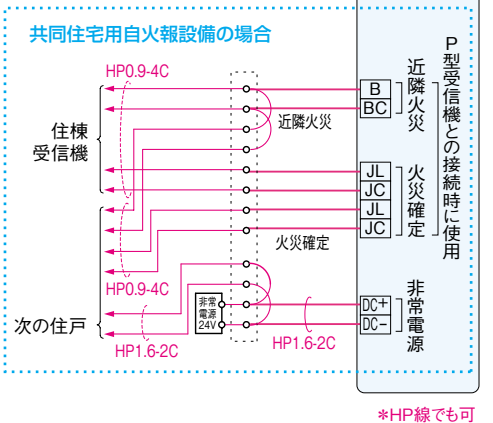 共同住宅用自火報設備の場合
HP0.9-4C
住棟
受信機
近隣火災
火災確定
HP0.9-4C
次の住戸
HP1.6-2C
非常
電源
24V
HP1.6-2C
B
BC
近隣火災
JL
JC
JL
JC
火災確定
DC+
DC−
非常電源
P型受信機との接続時に使用
*HP線でも可